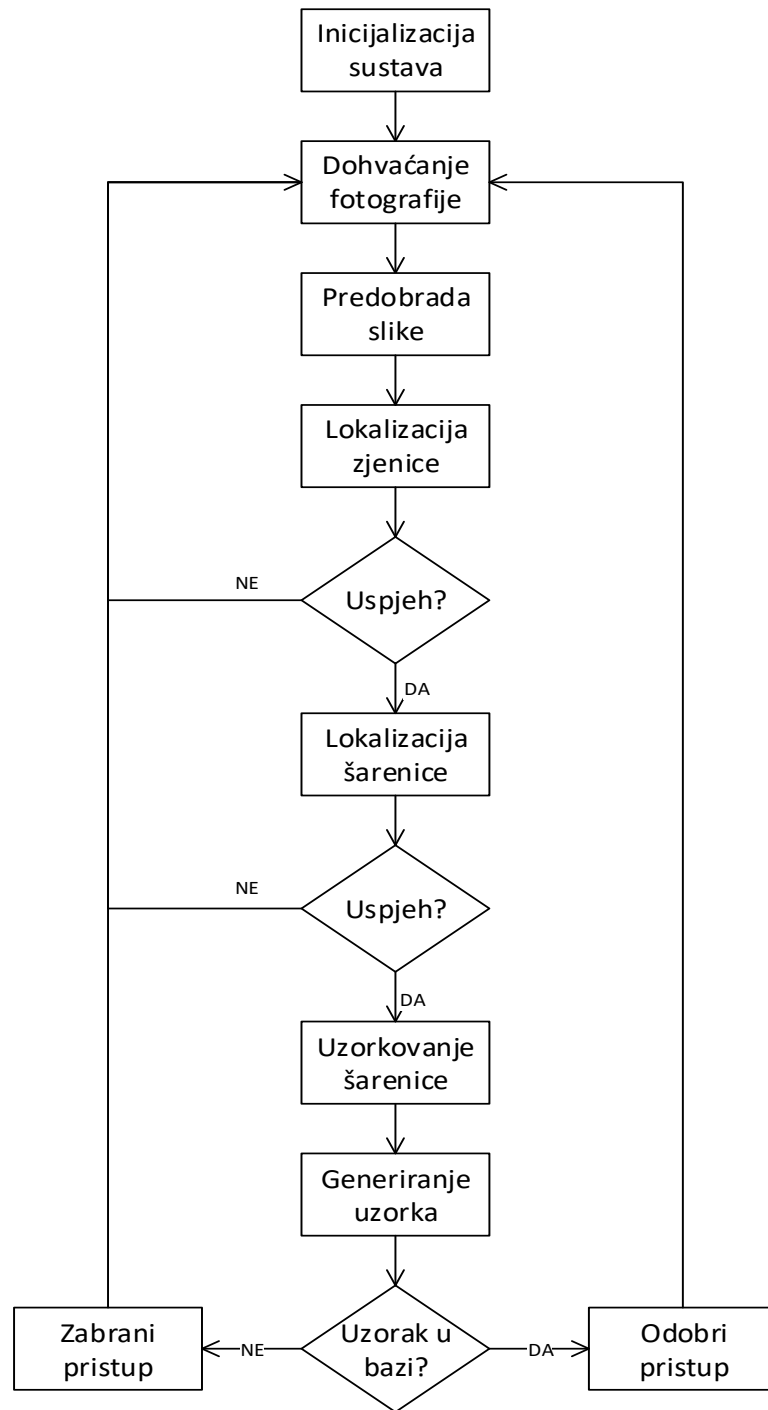 Inicijalizacija
sustava
Dohvaćanje
fotografije
Predobrada
slike
Lokalizacija
zjenice
Uspjeh?
NE
DA
Lokalizacija
šarenice
Uspjeh?
NE
DA
Uzorkovanje
šarenice
Generiranje
uzorka
Uzorak u
bazi?
NE
DA
Zabrani
pristup
Odobri
pristup